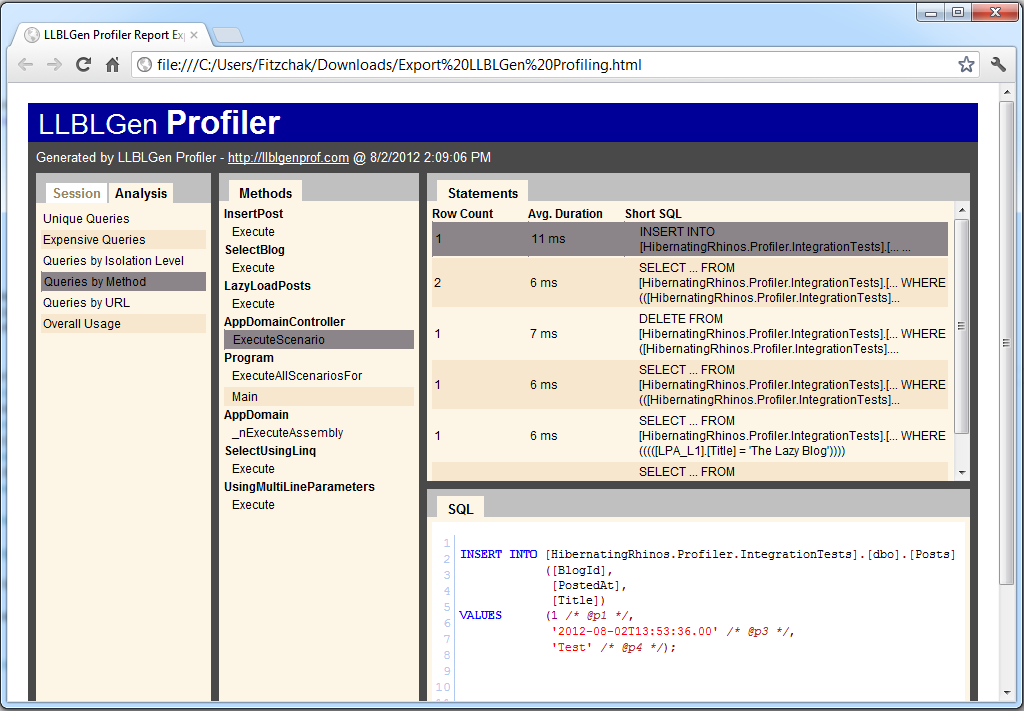 LLBLGen Profiler Report Exp
file:///C:/Users/Fitzchak/Downloads/Export%20LLBLGen%20Profiling.html
LLBLGen Profiler
Generated by LLBLGen Profiler - http://llblgenprof.com @ 8/2/2012 2:09:06 PM
Session Analysis
Unique Queries
Expensive Queries
Queries by Isolation Level
Queries by Method
Queries by URL
Overall Usage
Methods
InsertPost
Execute
SelectBlog
Execute
LazyLoadPosts
Execute
AppDomainController
ExecuteScenario
Program
ExecuteAllScenariosFor
Main
AppDomain
_nExecuteAssembly
SelectUsingLinq
Execute
UsingMultiLineParameters
Execute
Statements
Row Count Avg. Duration Short SQL
1 11 ms INSERT INTO
[HibernatingRhinos.Profiler.IntegrationTests].[... ...
2 6 ms SELECT ... FROM
[HibernatingRhinos.Profiler.IntegrationTests].[... WHERE
(([HibernatingRhinos.Profiler.IntegrationTests]...
1 7 ms DELETE FROM
[HibernatingRhinos.Profiler.IntegrationTests].[... WHERE
([HibernatingRhinos.Profiler.IntegrationTests]....
1 6 ms SELECT ... FROM
[HibernatingRhinos.Profiler.IntegrationTests].[... WHERE
(([HibernatingRhinos.Profiler.IntegrationTests]...
1 6 ms SELECT ... FROM
[HibernatingRhinos.Profiler.IntegrationTests].[... WHERE
((((([LPA_L1].[Title] = 'The Lazy Blog'))))
SELECT ... FROM
SQL
1
2 INSERT INTO [HibernatingRhinos.Profiler.IntegrationTests].[dbo].[Posts]
3 ([BlogId],
4 [PostedAt],
5 [Title])
6 VALUES (1 /* @p1 */,
7 '2012-08-02T13:53:36.00' /* @p3 */,
8 'Test' /* @p4 */);
9
10